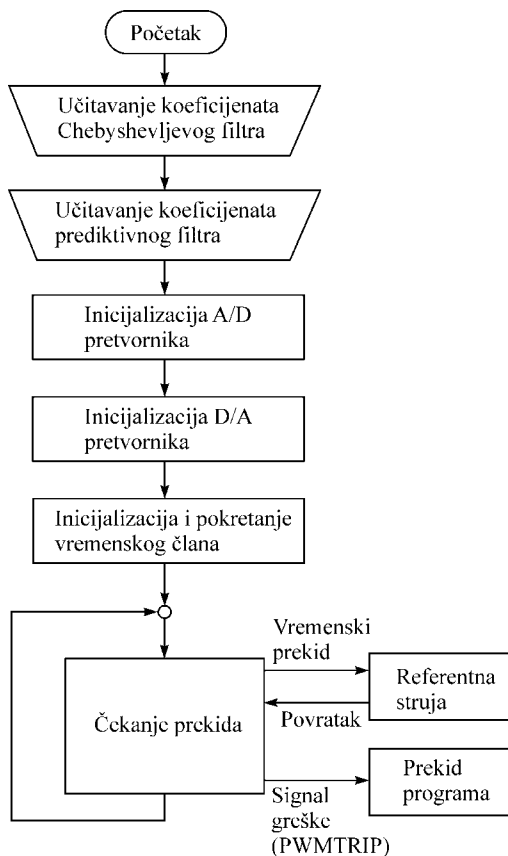 Početak
Učitavanje koeficijenata
Chebyshevljevog filtra
Učitavanje koeficijenata
prediktivnog filtra
Inicijalizacija A/D
pretvornika
Inicijalizacija D/A
pretvornika
Inicijalizacija i pokretanje
vremenskog člana
Vremenski
prekid
Referentna
struja
Čekanje prekida
Povratak
Signal
greške
(PWMTRIP)
Prekid
programa